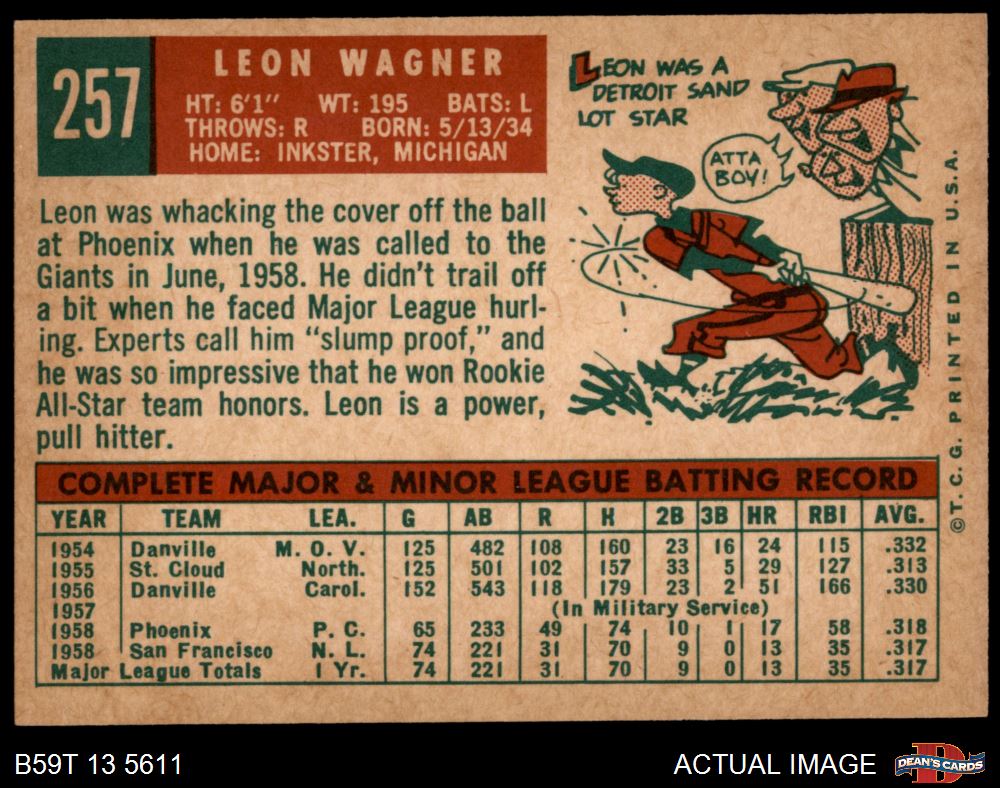 257
LEON WAGNER
HT: 6'1" WT: 195 BATS: L
THROWS: R BORN: 5/13/34
HOME: INKSTER, MICHIGAN
LEON WAS A
DETROIT SAND
LOT STAR
ATTA
BOY!
Leon was whacking the cover off the ball
at Phoenix when he was called to the
Giants in June, 1958. He didn't trail off
a bit when he faced Major League hurl-
ing. Experts call him "slump proof," and
he was so impressive that he won Rookie
All-Star team honors. Leon is a power,
pull hitter.
©T. C. G. PRINTED IN U.S.A.
COMPLETE MAJOR & MINOR LEAGUE BATTING RECORD
YEAR TEAM LEA. G AB R H 2B 3B HR RBI AVG.
1954 Danville M. O. V. 125 482 108 160 23 16 24 115 .332
1955 St. Cloud North. 125 501 102 157 33 5 29 127 .313
1956 Danville Carol. 152 543 118 179 23 2 51 166 .330
1957 (In Military Service)
1958 Phoenix P. C. 65 233 49 74 10 1 17 58 .318
1958 San Francisco N. L. 74 221 31 70 9 0 13 35 .317
Major League Totals 1 Yr. 74 221 31 70 9 0 13 35 .317
B59T 13 5611
ACTUAL IMAGE
D
DEAN'S CARDS